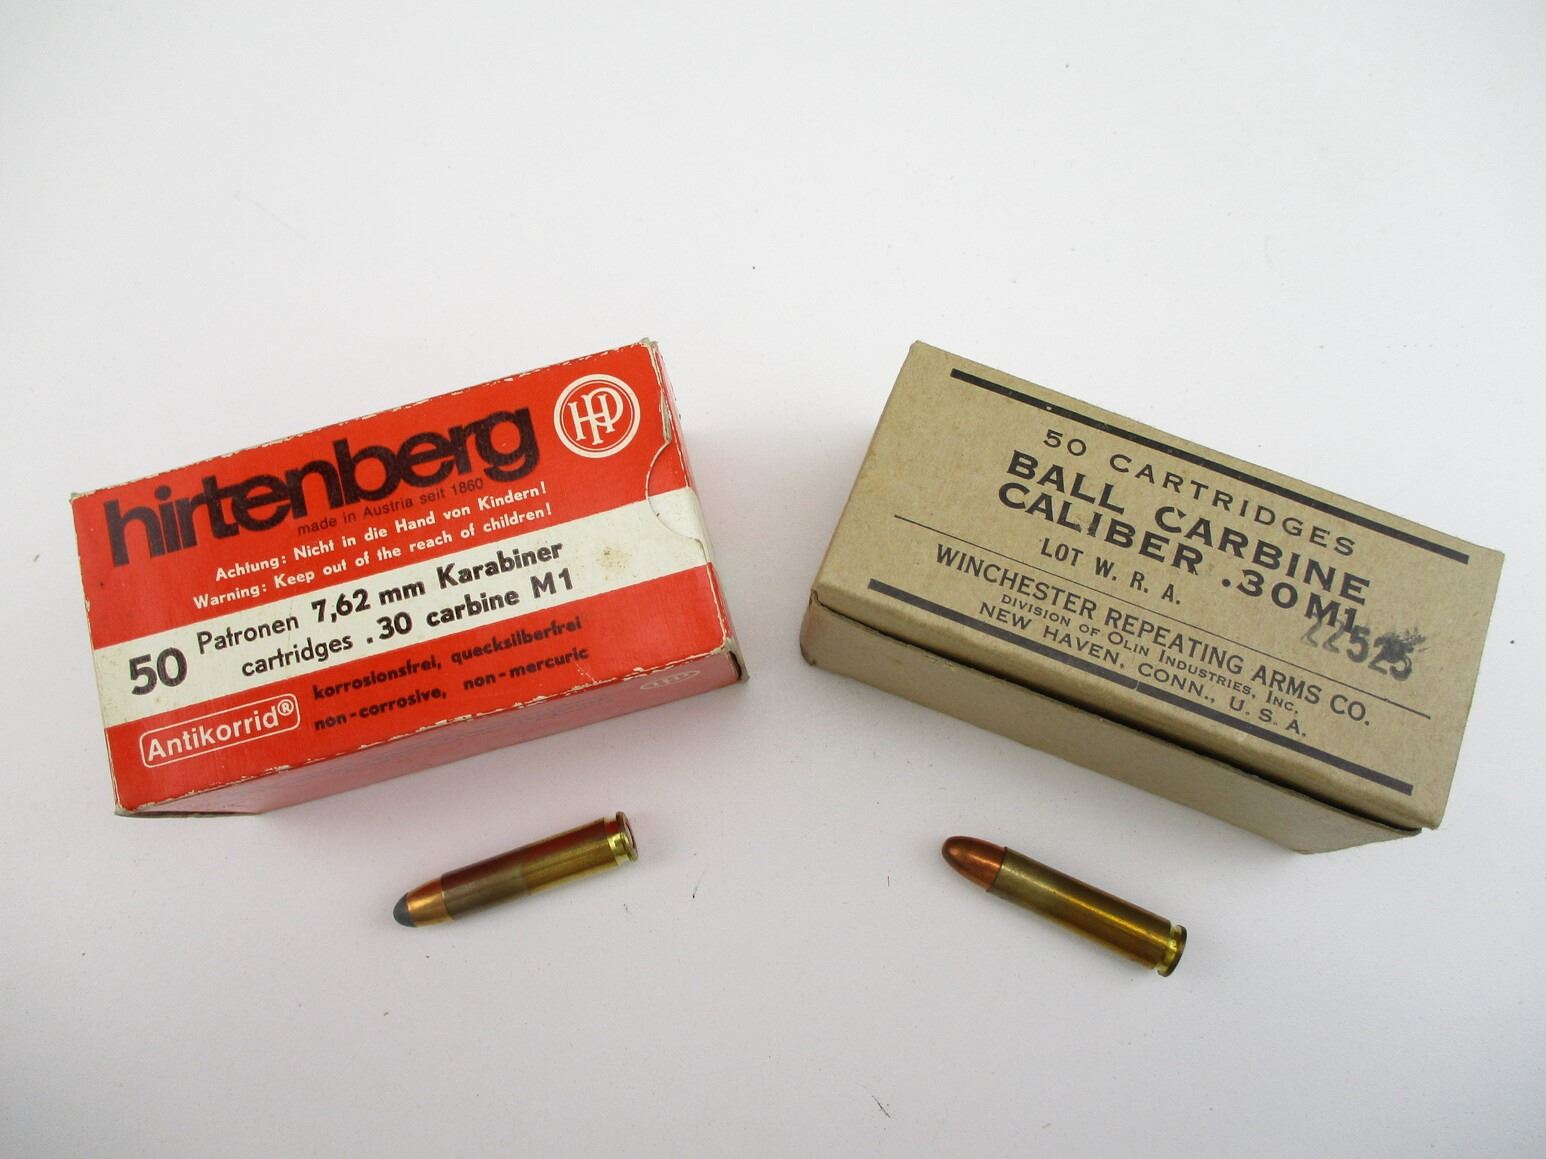 hirtenberg
HP
made in Austria seit 1860
Achtung: Nicht in die Hand von Kindern!
Warning: Keep out of the reach of children!
50
Patronen 7,62 mm Karabiner
cartridges .30 carbine M1
Antikorrid®
korrosionsfrei, quecksilberfrei
non-corrosive, non-mercuric
50 CARTRIDGES
BALL CARBINE
CALIBER .30 M1
LOT W. R. A. 22525
WINCHESTER REPEATING ARMS CO.
DIVISION OF OLIN INDUSTRIES, INC.
NEW HAVEN, CONN., U. S. A.